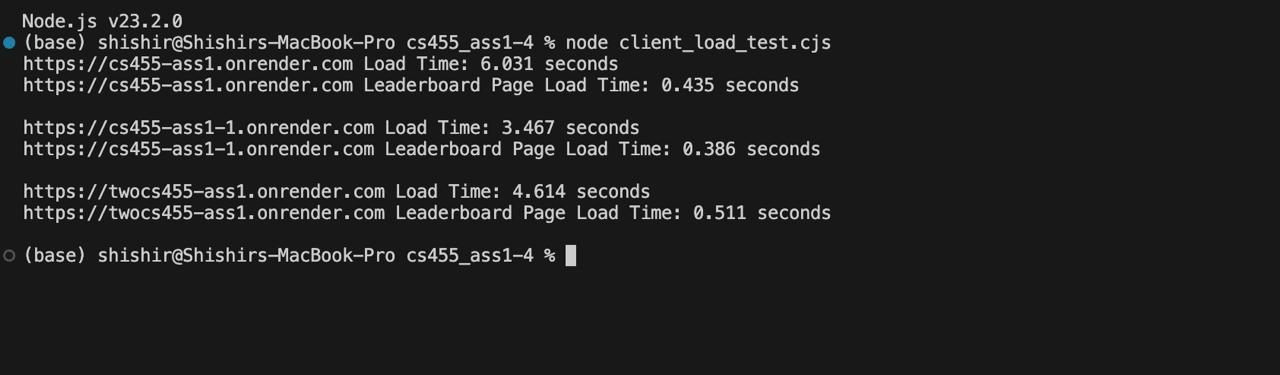 Node.js v23.2.0
(base) shishir@Shishirs-MacBook-Pro cs455_ass1-4 % node client_load_test.cjs
https://cs455-ass1.onrender.com Load Time: 6.031 seconds
https://cs455-ass1.onrender.com Leaderboard Page Load Time: 0.435 seconds
https://cs455-ass1-1.onrender.com Load Time: 3.467 seconds
https://cs455-ass1-1.onrender.com Leaderboard Page Load Time: 0.386 seconds
https://twocs455-ass1.onrender.com Load Time: 4.614 seconds
https://twocs455-ass1.onrender.com Leaderboard Page Load Time: 0.511 seconds
(base) shishir@Shishirs-MacBook-Pro cs455_ass1-4 %